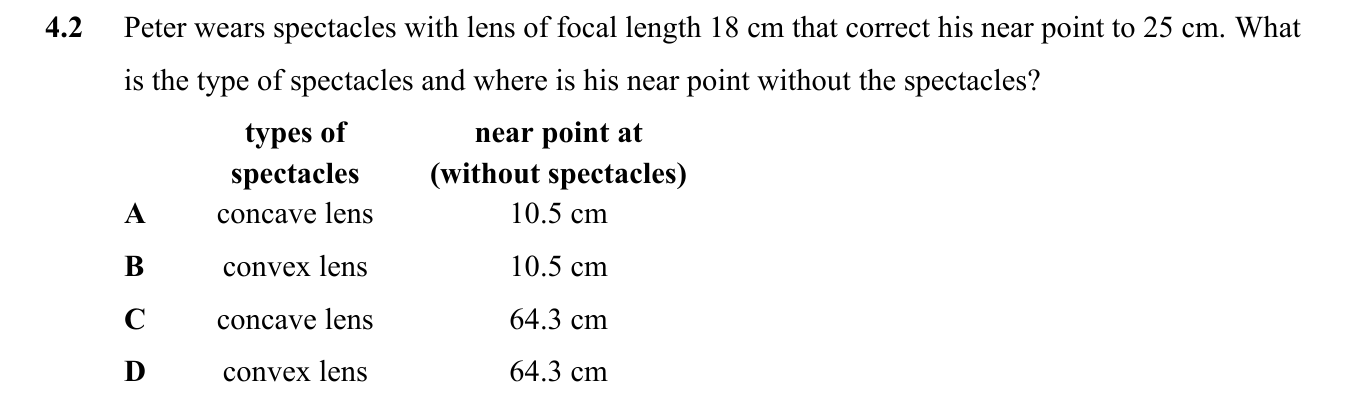 4.2 Peter wears spectacles with lens of focal length 18 cm that correct his near point to 25 cm. What
is the type of spectacles and where is his near point without the spectacles?
types of near point at
spectacles (without spectacles)
A concave lens 10.5 cm
B convex lens 10.5 cm
C concave lens 64.3 cm
D convex lens 64.3 cm